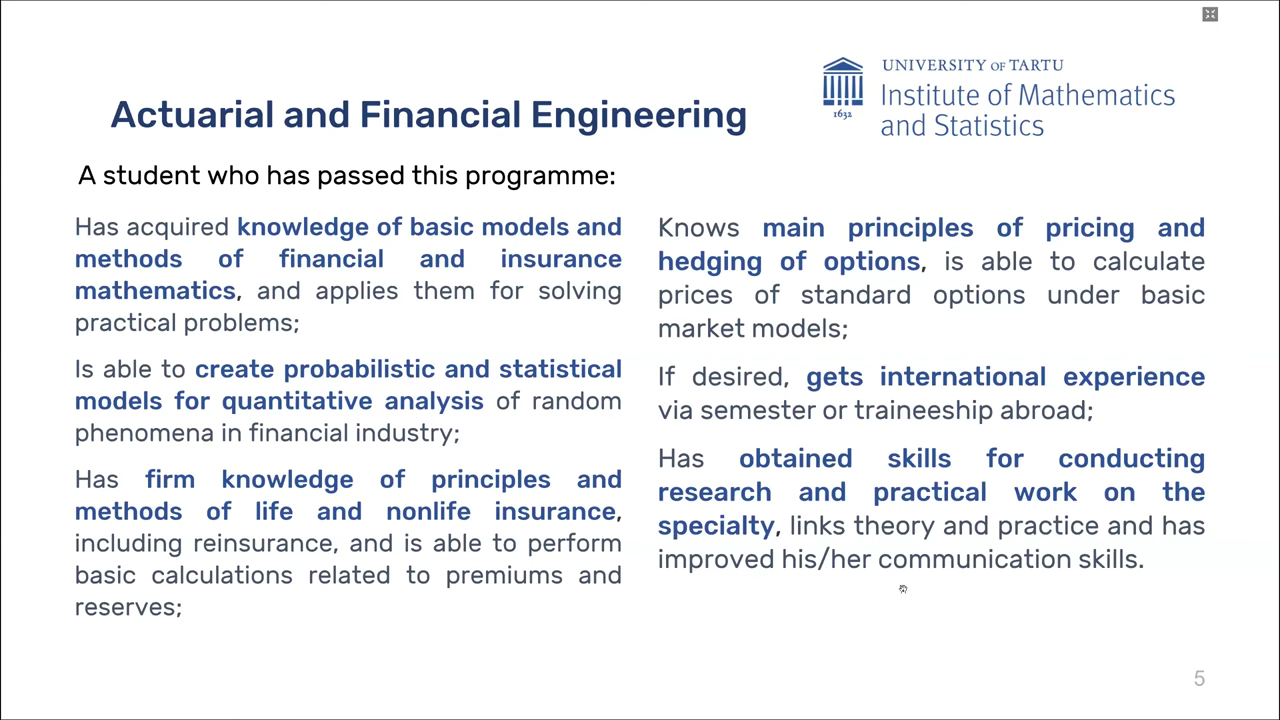 UNIVERSITY OF TARTU
Institute of Mathematics
and Statistics
1632
Actuarial and Financial Engineering
A student who has passed this programme:
Has acquired knowledge of basic models and
methods of financial and insurance
mathematics, and applies them for solving
practical problems;
Is able to create probabilistic and statistical
models for quantitative analysis of random
phenomena in financial industry;
Has firm knowledge of principles and
methods of life and nonlife insurance,
including reinsurance, and is able to perform
basic calculations related to premiums and
reserves;
Knows main principles of pricing and
hedging of options, is able to calculate
prices of standard options under basic
market models;
If desired, gets international experience
via semester or traineeship abroad;
Has obtained skills for conducting
research and practical work on the
specialty, links theory and practice and has
improved his/her communication skills.
5